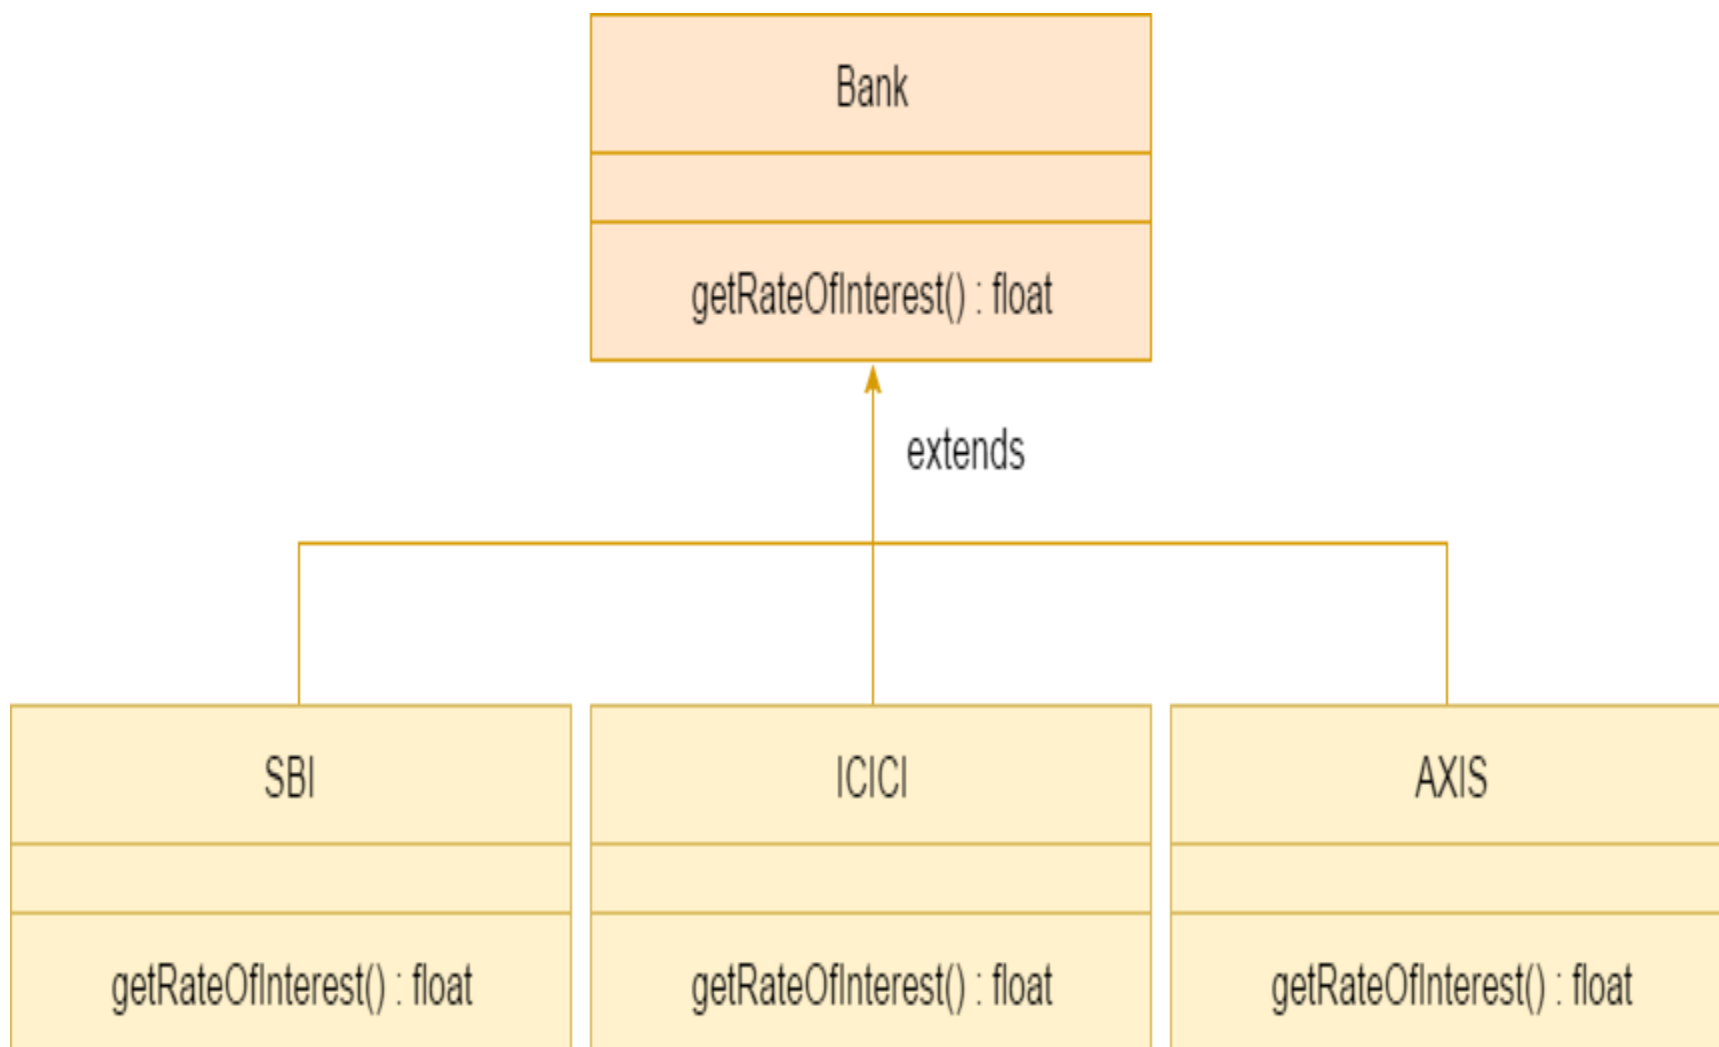 Bank
getRateOfInterest() : float
extends
SBI
ICICI
AXIS
getRateOfInterest() : float
getRateOfInterest() : float
getRateOfInterest() : float